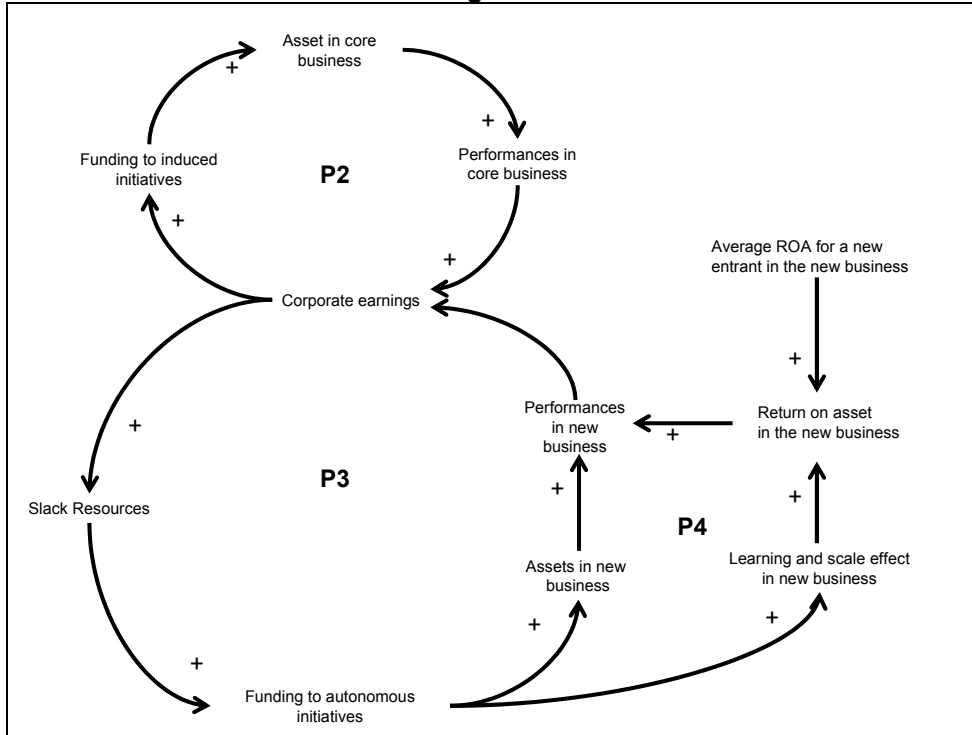 Asset in core
business
+
+
Funding to induced
initiatives
P2
Performances in
core business
+
+
Average ROA for a new
entrant in the new business
Corporate earnings
+
+
Performances
in new
business
+
Return on asset
in the new business
P3
+
+
Slack Resources
P4
Assets in new
business
Learning and scale effect
in new business
+
+
+
Funding to autonomous
initiatives